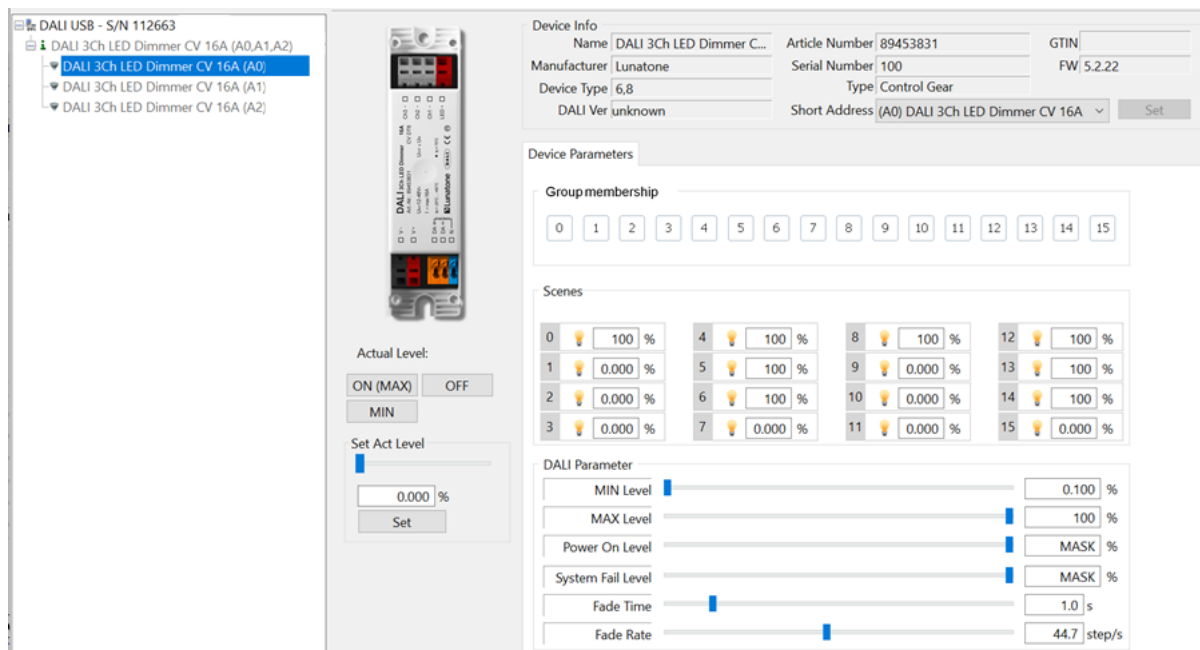 DALI USB - S/N 112663
DALI 3Ch LED Dimmer CV 16A (A0,A1,A2)
DALI 3Ch LED Dimmer CV 16A (A0)
DALI 3Ch LED Dimmer CV 16A (A1)
DALI 3Ch LED Dimmer CV 16A (A2)
DALI 3Ch LED Dimmer 16A
Lunatone
Actual Level:
ON (MAX) OFF
MIN
Set Act Level
0.000 %
Set
Device Info
Name DALI 3Ch LED Dimmer C... Article Number 89453831 GTIN
Manufacturer Lunatone Serial Number 100 FW 5.2.22
Device Type 6,8 Type Control Gear
DALI Ver unknown Short Address (A0) DALI 3Ch LED Dimmer CV 16A Set
Device Parameters
Group membership
0 1 2 3 4 5 6 7 8 9 10 11 12 13 14 15
Scenes
0 100 % 4 100 % 8 100 % 12 100 %
1 0.000 % 5 100 % 9 0.000 % 13 100 %
2 0.000 % 6 100 % 10 0.000 % 14 100 %
3 0.000 % 7 0.000 % 11 0.000 % 15 0.000 %
DALI Parameter
MIN Level 0.100 %
MAX Level 100 %
Power On Level MASK %
System Fail Level MASK %
Fade Time 1.0 s
Fade Rate 44.7 step/s